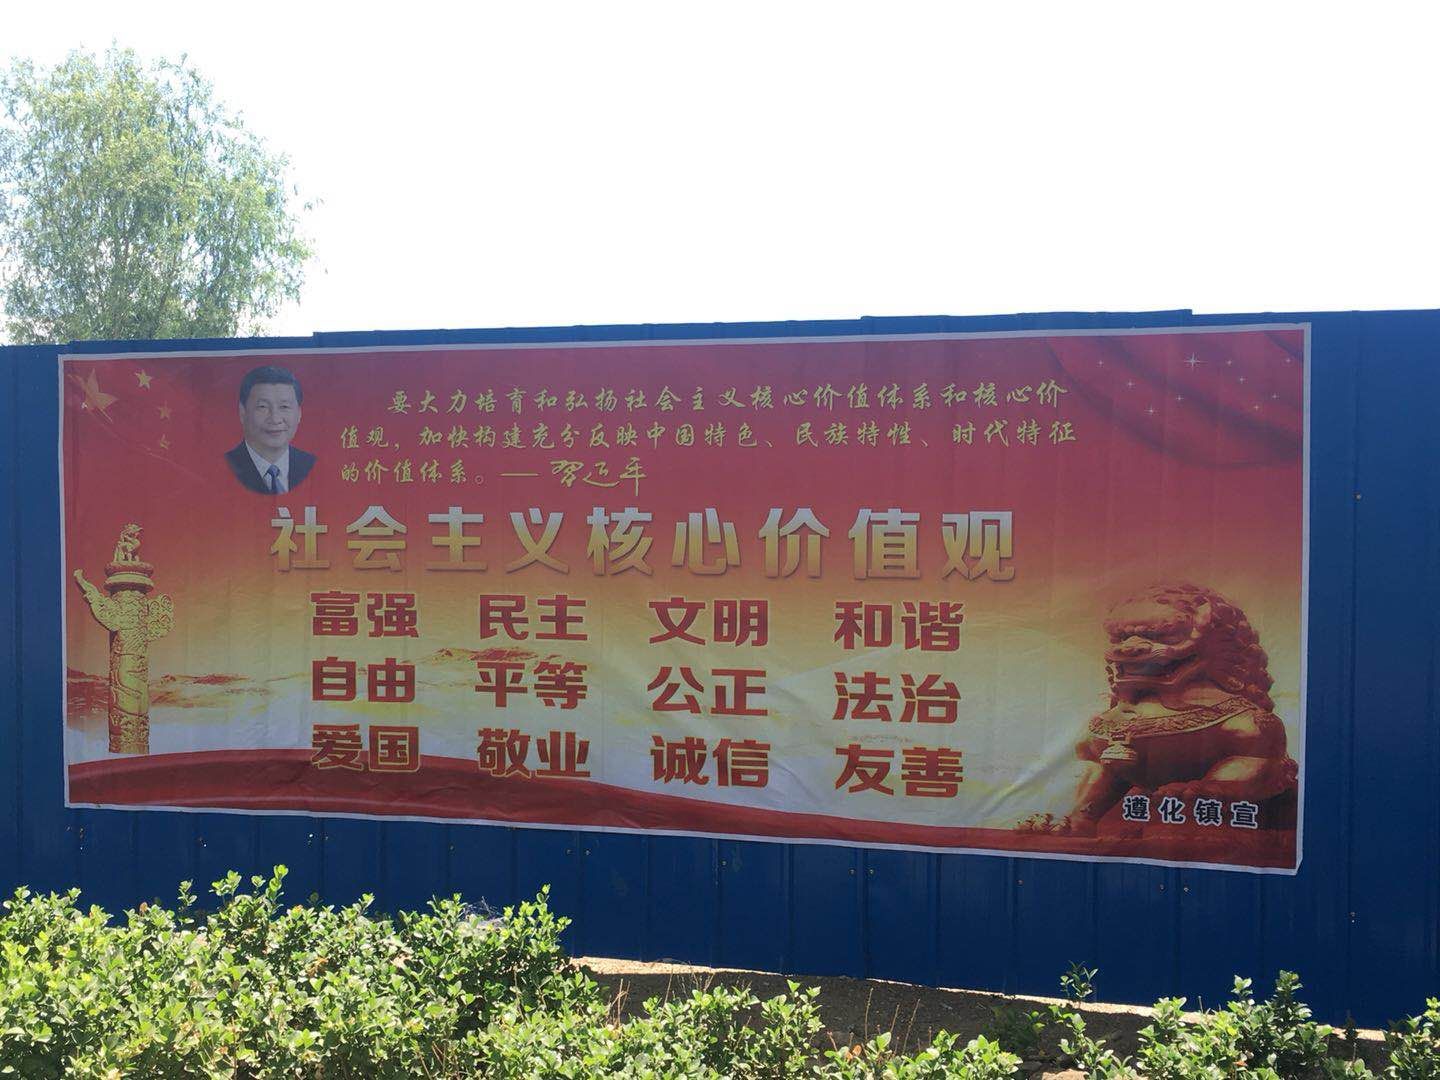 要大力培育和弘扬社会主义核心价值体系和核心价
值观，加快构建充分反映中国特色、民族特性、时代特征
的价值体系。——习近平
社会主义核心价值观
富强 民主 文明 和谐
自由 平等 公正 法治
爱国 敬业 诚信 友善
遵化镇宣